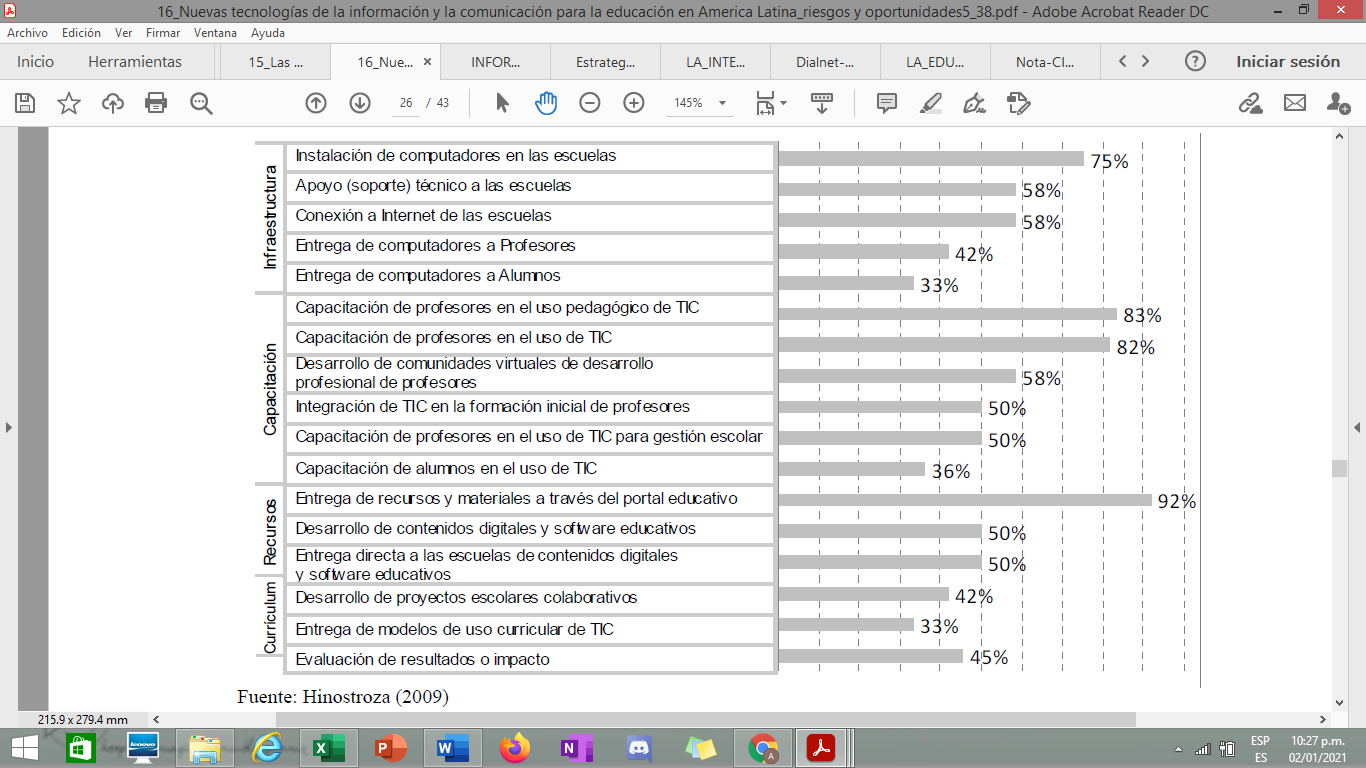 16_Nuevas tecnologías de la información y la comunicación para la educación en America Latina_riesgos y oportunidades5_38.pdf - Adobe Acrobat Reader DC
Archivo Edición Ver Firmar Ventana Ayuda
Inicio Herramientas 15_Las ... 16_Nue... × INFOR... Estrateg... LA_INTE... Dialnet-... LA_EDU... Nota-CI... ? Iniciar sesión
26 / 43 145%
Infraestructura
Instalación de computadores en las escuelas 75%
Apoyo (soporte) técnico a las escuelas 58%
Conexión a Internet de las escuelas 58%
Entrega de computadores a Profesores 42%
Entrega de computadores a Alumnos 33%
Capacitación
Capacitación de profesores en el uso pedagógico de TIC 83%
Capacitación de profesores en el uso de TIC 82%
Desarrollo de comunidades virtuales de desarrollo
profesional de profesores 58%
Integración de TIC en la formación inicial de profesores 50%
Capacitación de profesores en el uso de TIC para gestión escolar 50%
Capacitación de alumnos en el uso de TIC 36%
Recursos
Entrega de recursos y materiales a través del portal educativo 92%
Desarrollo de contenidos digitales y software educativos 50%
Entrega directa a las escuelas de contenidos digitales
y software educativos 50%
Currículum
Desarrollo de proyectos escolares colaborativos 42%
Entrega de modelos de uso curricular de TIC 33%
Evaluación de resultados o impacto 45%
Fuente: Hinostroza (2009)
215.9 x 279.4 mm
lenovo
ESP 10:27 p.m.
ES 02/01/2021